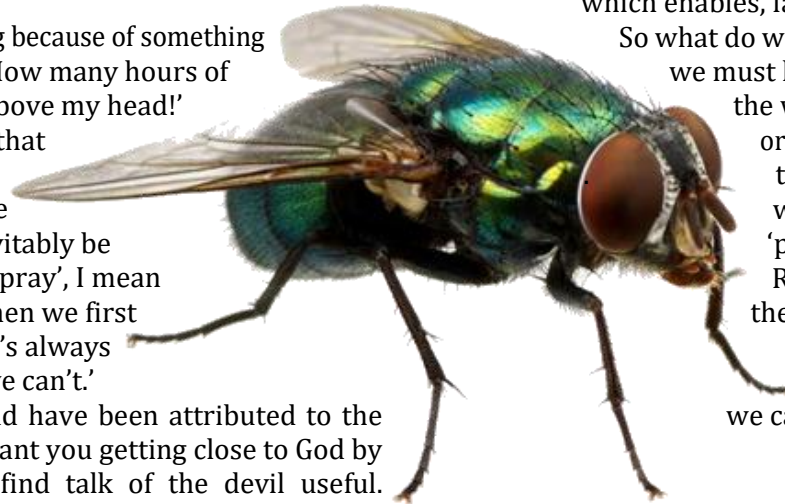 g because of something
How many hours of
bove my head!’
that
e
vitably be
pray’, I mean
hen we first
’s always
e can’t.’
d have been attributed to the
ant you getting close to God by
find talk of the devil useful.
which enables, la
So what do w
we must
the
or
t
w
‘p
R
the
we ca